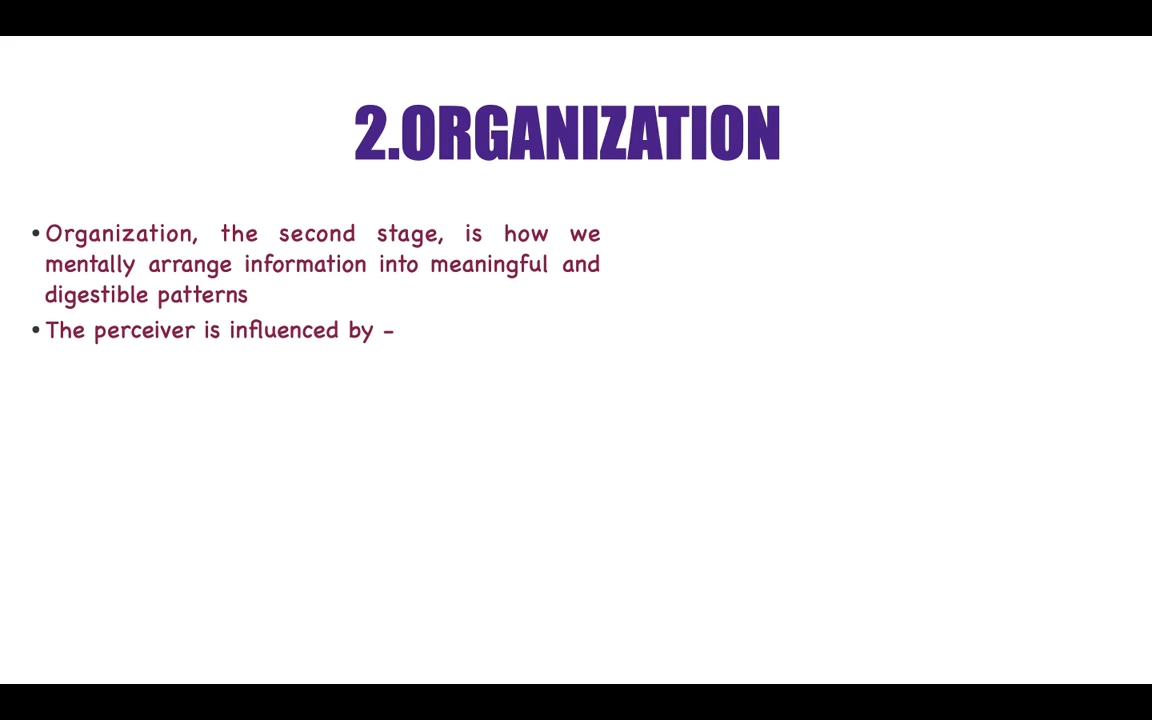 2.ORGANIZATION
• Organization, the second stage, is how we
mentally arrange information into meaningful and
digestible patterns
• The perceiver is influenced by -